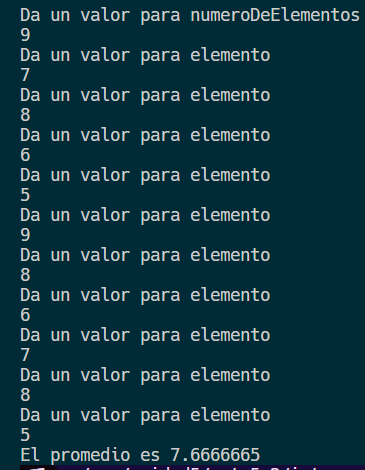 Da un valor para numeroDeElementos
9
Da un valor para elemento
7
Da un valor para elemento
8
Da un valor para elemento
6
Da un valor para elemento
5
Da un valor para elemento
9
Da un valor para elemento
8
Da un valor para elemento
6
Da un valor para elemento
7
Da un valor para elemento
8
Da un valor para elemento
5
El promedio es 7.6666665